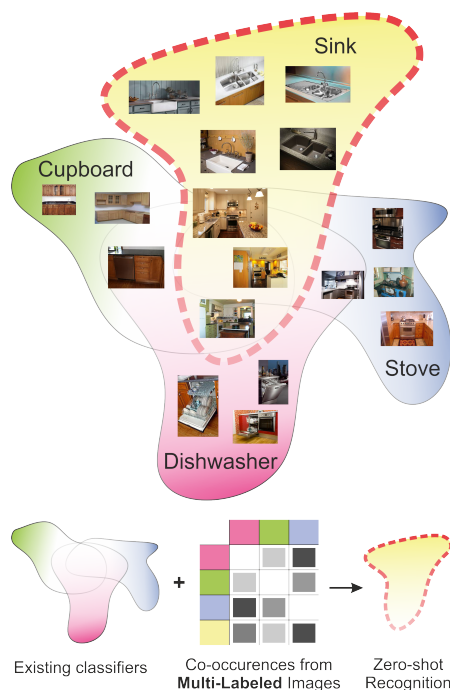 Sink
Cupboard
Stove
Dishwasher
+
Existing classifiers
Co-occurences from
Multi-Labeled Images
Zero-shot
Recognition